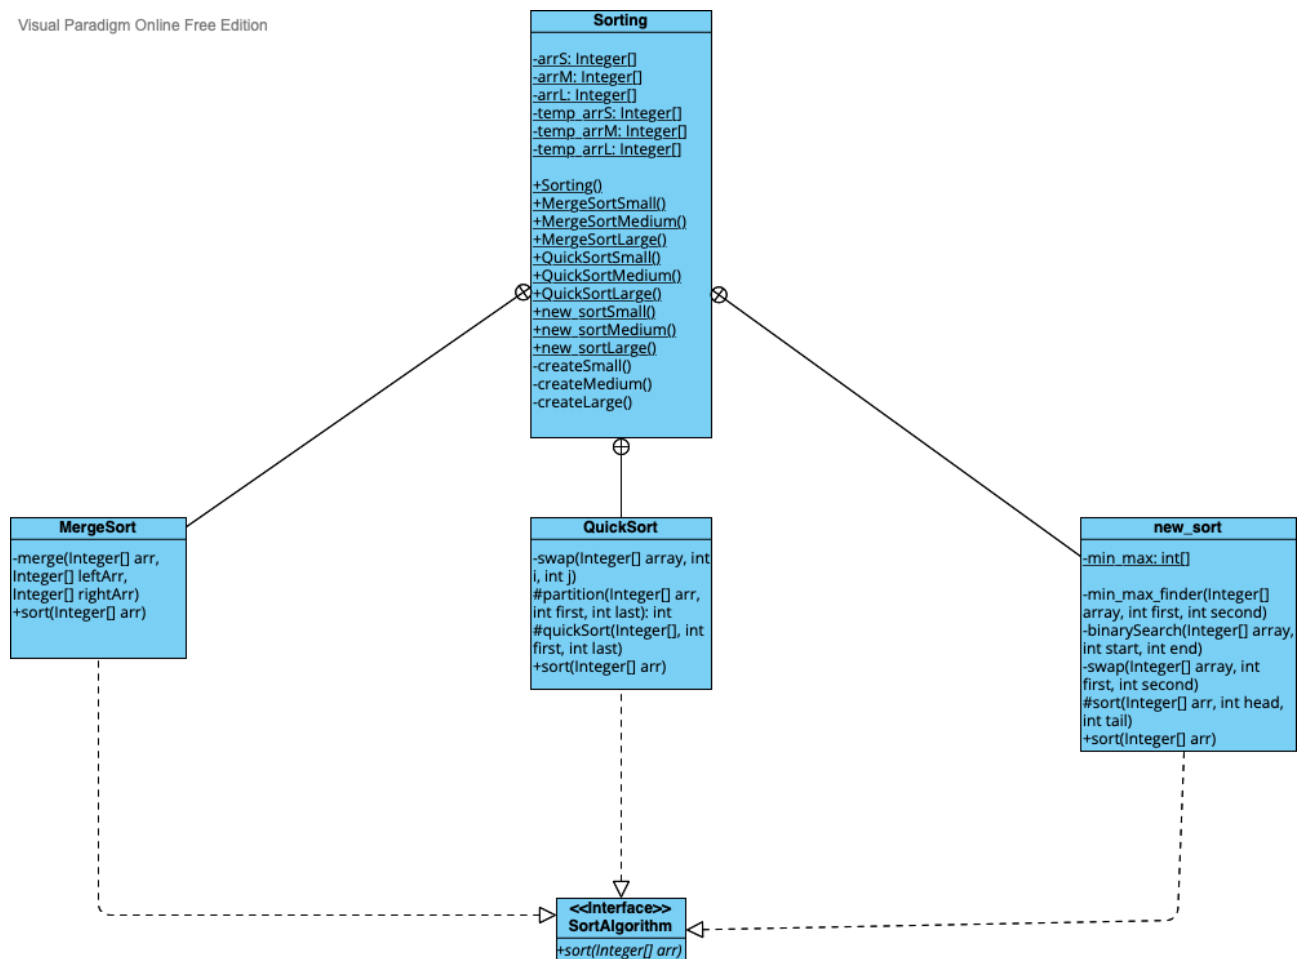 Visual Paradigm Online Free Edition
Sorting
-arrS: Integer[]
-arrM: Integer[]
-arrL: Integer[]
-temp_arrS: Integer[]
-temp_arrM: Integer[]
-temp_arrL: Integer[]
+Sorting()
+MergeSortSmall()
+MergeSortMedium()
+MergeSortLarge()
+QuickSortSmall()
+QuickSortMedium()
+QuickSortLarge()
+new_sortSmall()
+new_sortMedium()
+new_sortLarge()
-createSmall()
-createMedium()
-createLarge()
MergeSort
-merge(Integer[] arr,
Integer[] leftArr,
Integer[] rightArr)
+sort(Integer[] arr)
QuickSort
-swap(Integer[] array, int
i, int j)
#partition(Integer[] arr,
int first, int last): int
#quickSort(Integer[], int
first, int last)
+sort(Integer[] arr)
new_sort
-min_max: int[]
-min_max_finder(Integer[]
array, int first, int second)
-binarySearch(Integer[] array,
int start, int end)
-swap(Integer[] array, int
first, int second)
#sort(Integer[] arr, int head,
int tail)
+sort(Integer[] arr)
<<Interface>>
SortAlgorithm
+sort(Integer[] arr)